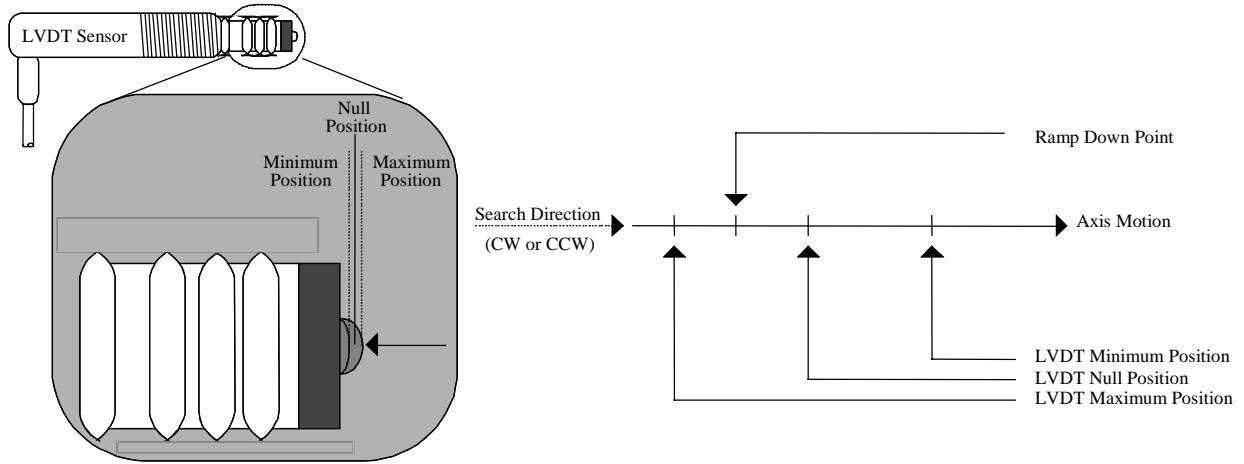 LVDT Sensor
Null
Position
Minimum
Position
Maximum
Position
Search Direction
(CW or CCW)
Ramp Down Point
Axis Motion
LVDT Minimum Position
LVDT Null Position
LVDT Maximum Position